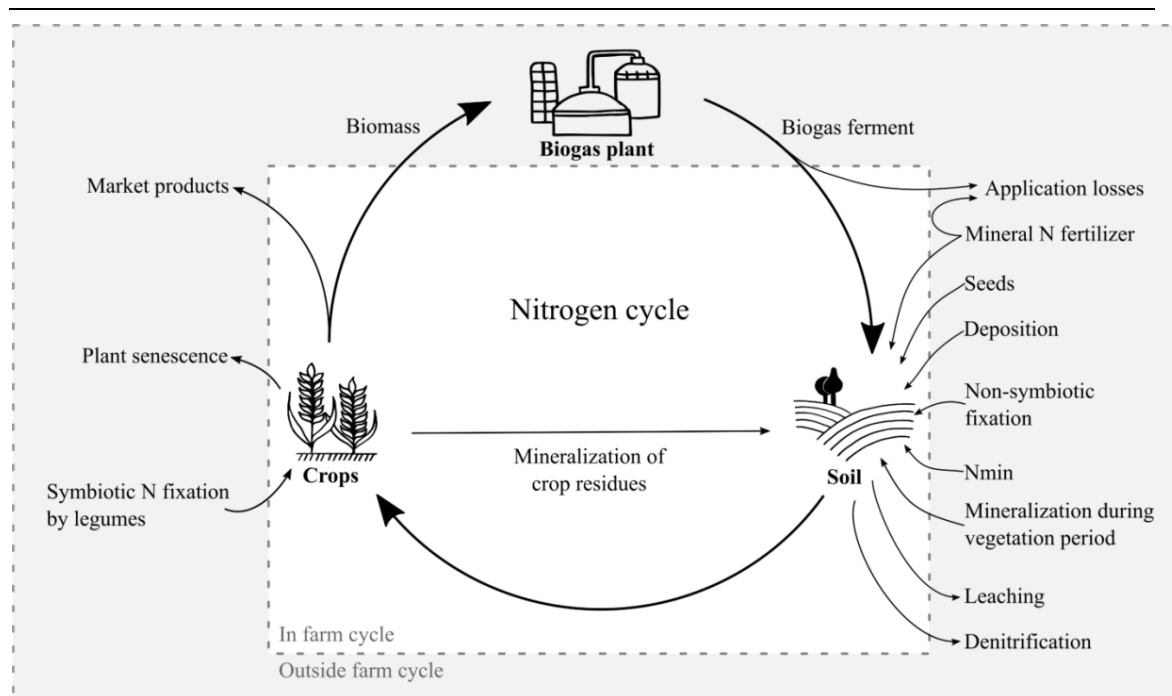 Biogas plant
Biomass
Biogas ferment
Market products
Application losses
Mineral N fertilizer
Seeds
Nitrogen cycle
Deposition
Plant senescence
Non-symbiotic
fixation
Mineralization of
crop residues
Crops
Soil
Nmin
Symbiotic N fixation
by legumes
Mineralization during
vegetation period
Leaching
In farm cycle
Denitrification
Outside farm cycle